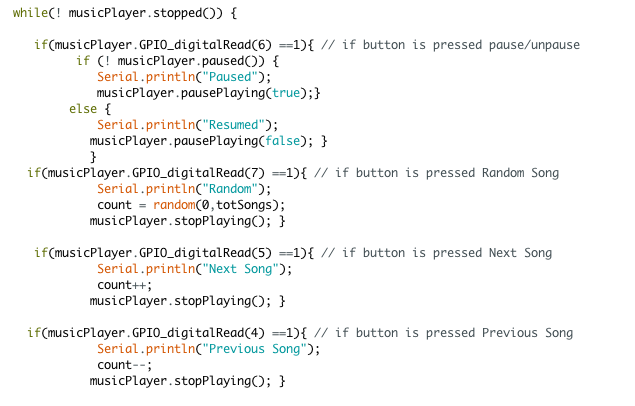 while(! musicPlayer.stopped()) {
if(musicPlayer.GPIO_digitalRead(6) ==1){ // if button is pressed pause/unpause
if (! musicPlayer.paused()) {
Serial.println("Paused");
musicPlayer.pausePlaying(true);}
else {
Serial.println("Resumed");
musicPlayer.pausePlaying(false); }
}
if(musicPlayer.GPIO_digitalRead(7) ==1){ // if button is pressed Random Song
Serial.println("Random");
count = random(0,totSongs);
musicPlayer.stopPlaying(); }
if(musicPlayer.GPIO_digitalRead(5) ==1){ // if button is pressed Next Song
Serial.println("Next Song");
count++;
musicPlayer.stopPlaying(); }
if(musicPlayer.GPIO_digitalRead(4) ==1){ // if button is pressed Previous Song
Serial.println("Previous Song");
count--;
musicPlayer.stopPlaying(); }